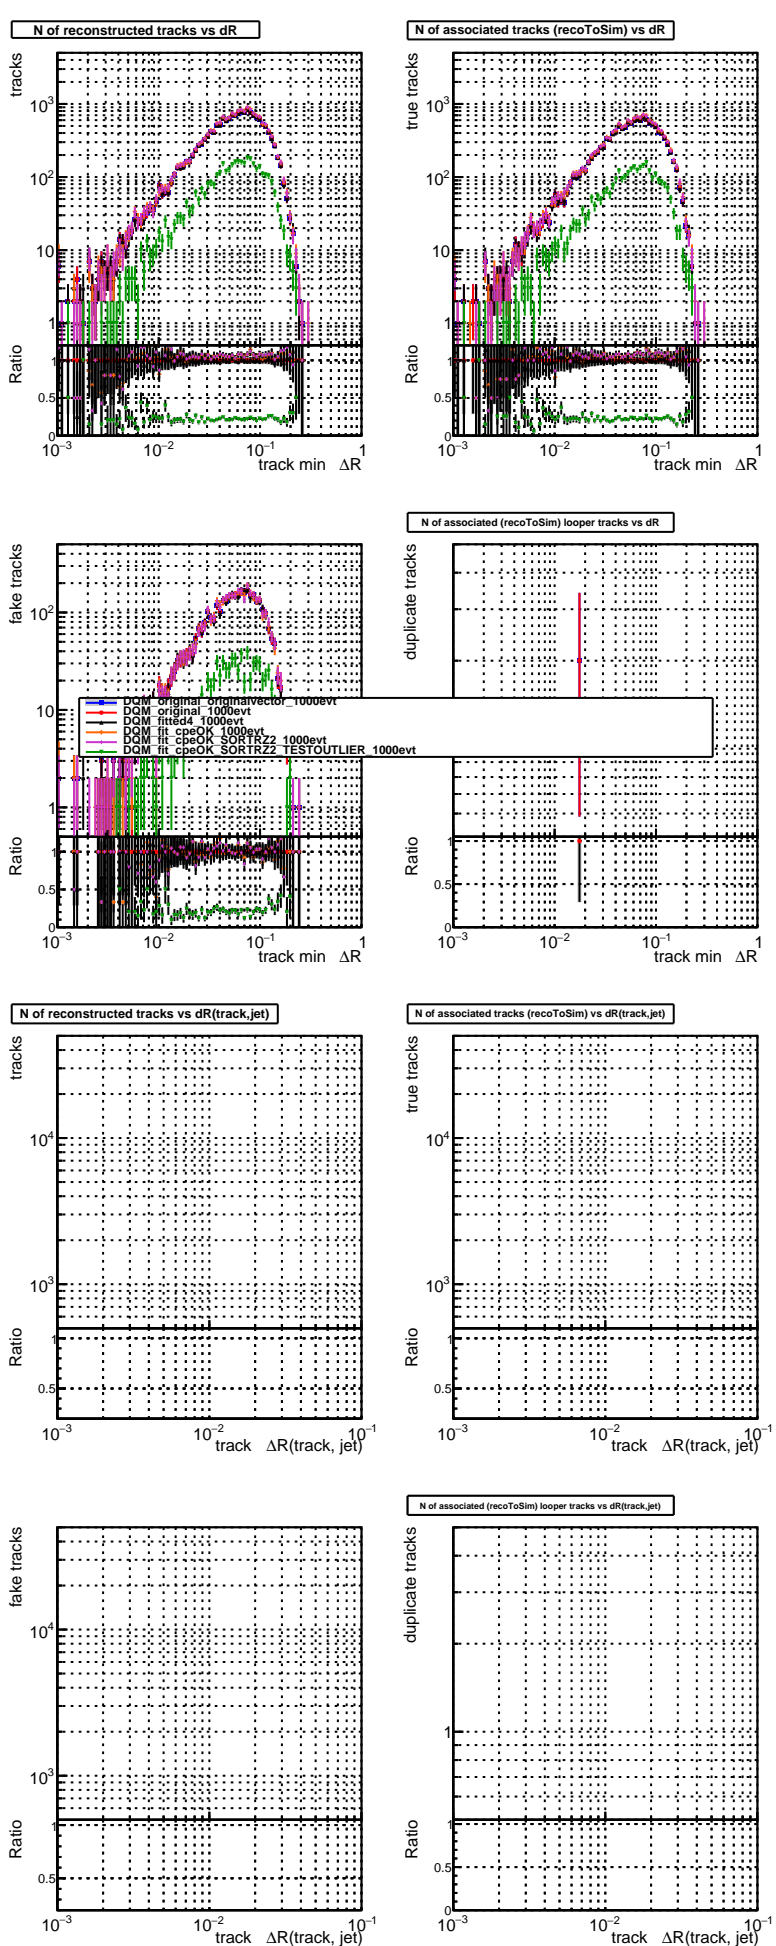 N of reconstructed tracks vs dR
N of associated tracks (recoToSim) vs dR
tracks
10³
10²
10
1
Ratio
1
0.5
0
10⁻³ 10⁻² 10⁻¹ 1
track min ΔR
true tracks
10³
10²
10
1
Ratio
1
0.5
0
10⁻³ 10⁻² 10⁻¹ 1
track min ΔR
N of associated (recoToSim) looper tracks vs dR
fake tracks
10²
10
1
Ratio
1
0.5
0
10⁻³ 10⁻² 10⁻¹ 1
track min ΔR
duplicate tracks
Ratio
1
0.5
0
10⁻³ 10⁻² 10⁻¹ 1
track min ΔR
DQM_original_originalvector_1000evt
DQM_original_1000evt
DQM_fitted4_1000evt
DQM_fit_cpeOK_1000evt
DQM_fit_cpeOK_SORTRZ2_1000evt
DQM_fit_cpeOK_SORTRZ2_TESTOUTLIER_1000evt
N of reconstructed tracks vs dR(track,jet)
N of associated tracks (recoToSim) vs dR(track,jet)
tracks
10⁴
10³
Ratio
1
0.5
10⁻³ 10⁻² 10⁻¹
track ΔR(track, jet)
true tracks
10⁴
10³
Ratio
1
0.5
10⁻³ 10⁻² 10⁻¹
track ΔR(track, jet)
N of associated (recoToSim) looper tracks vs dR(track,jet)
fake tracks
10⁴
10³
Ratio
1
0.5
10⁻³ 10⁻² 10⁻¹
track ΔR(track, jet)
duplicate tracks
1
Ratio
1
0.5
0
10⁻³ 10⁻² 10⁻¹
track ΔR(track, jet)